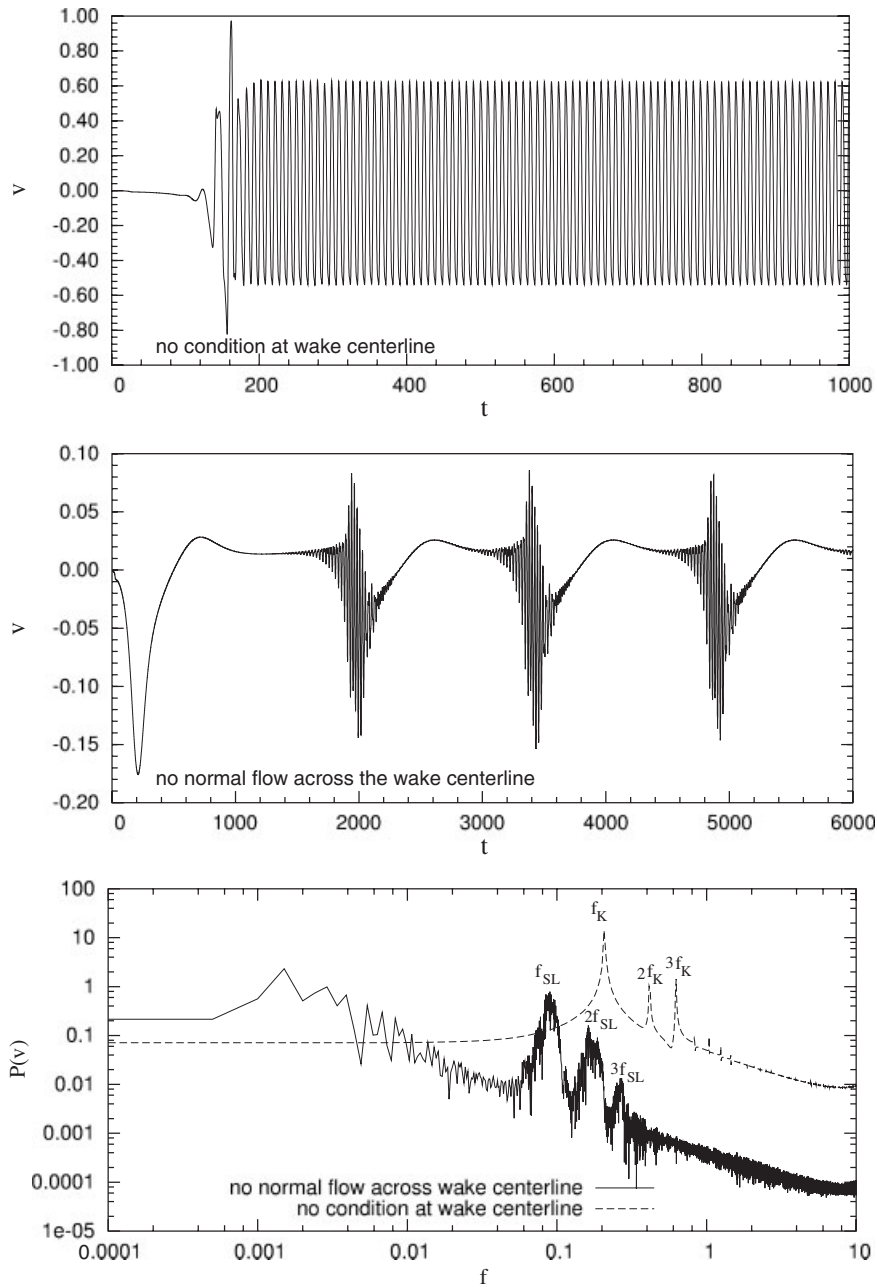 1.00
0.80
0.60
0.40
0.20
0.00
-0.20
-0.40
-0.60
-0.80
-1.00
v
no condition at wake centerline
0 200 400 600 800 1000
t
0.10
0.05
0.00
-0.05
-0.10
-0.15
-0.20
v
no normal flow across the wake centerline
0 1000 2000 3000 4000 5000 6000
t
100
10
1
0.1
0.01
0.001
0.0001
1e-05
P(v)
f_K
2f_K 3f_K
f_SL
2f_SL
3f_SL
no normal flow across wake centerline
no condition at wake centerline
0.0001 0.001 0.01 0.1 1 10
f